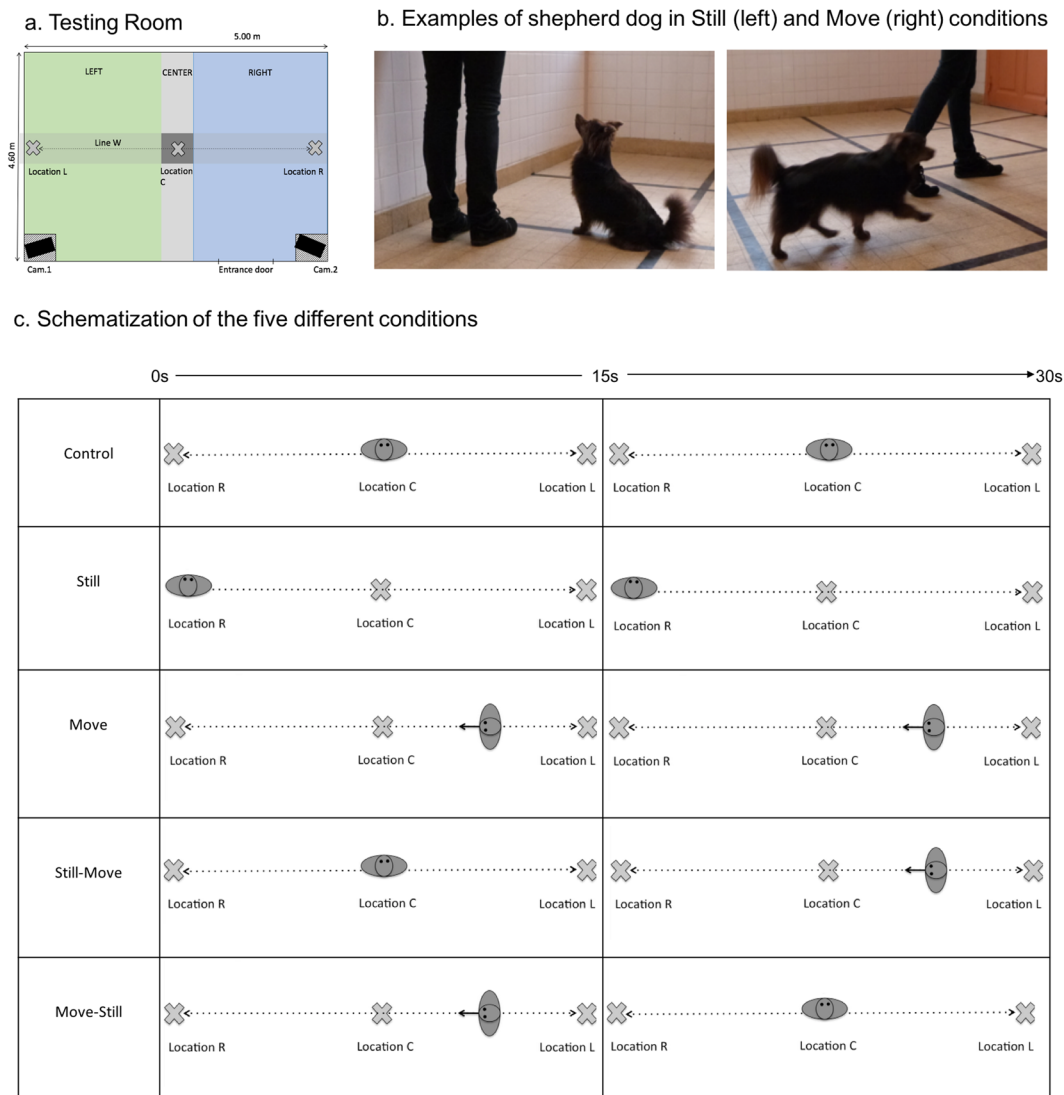 a. Testing Room
b. Examples of shepherd dog in Still (left) and Move (right) conditions
5.00 m
4.60 m
LEFT
CENTER
RIGHT
Line W
Location L
Location
C
Location R
Cam.1
Entrance door
Cam.2
c. Schematization of the five different conditions
0s 15s 30s
Control
Location R Location C Location L Location R Location C Location L
Still
Location R Location C Location L Location R Location C Location L
Move
Location R Location C Location L Location R Location C Location L
Still-Move
Location R Location C Location L Location R Location C Location L
Move-Still
Location R Location C Location L Location R Location C Location L